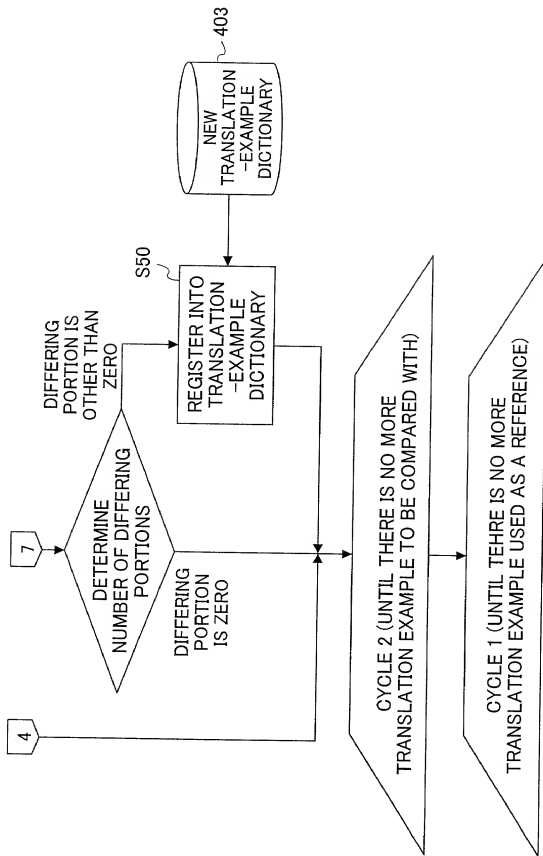 4
7
DETERMINE
NUMBER OF DIFFERING
PORTIONS
DIFFERING
PORTION IS
OTHER THAN
ZERO
DIFFERING
PORTION
IS ZERO
S50
REGISTER INTO
TRANSLATION
-EXAMPLE
DICTIONARY
403
NEW
TRANSLATION
-EXAMPLE
DICTIONARY
CYCLE 2 (UNTIL THERE IS NO MORE
TRANSLATION EXAMPLE TO BE COMPARED WITH)
CYCLE 1 (UNTIL TEHRE IS NO MORE
TRANSLATION EXAMPLE USED AS A REFERENCE)